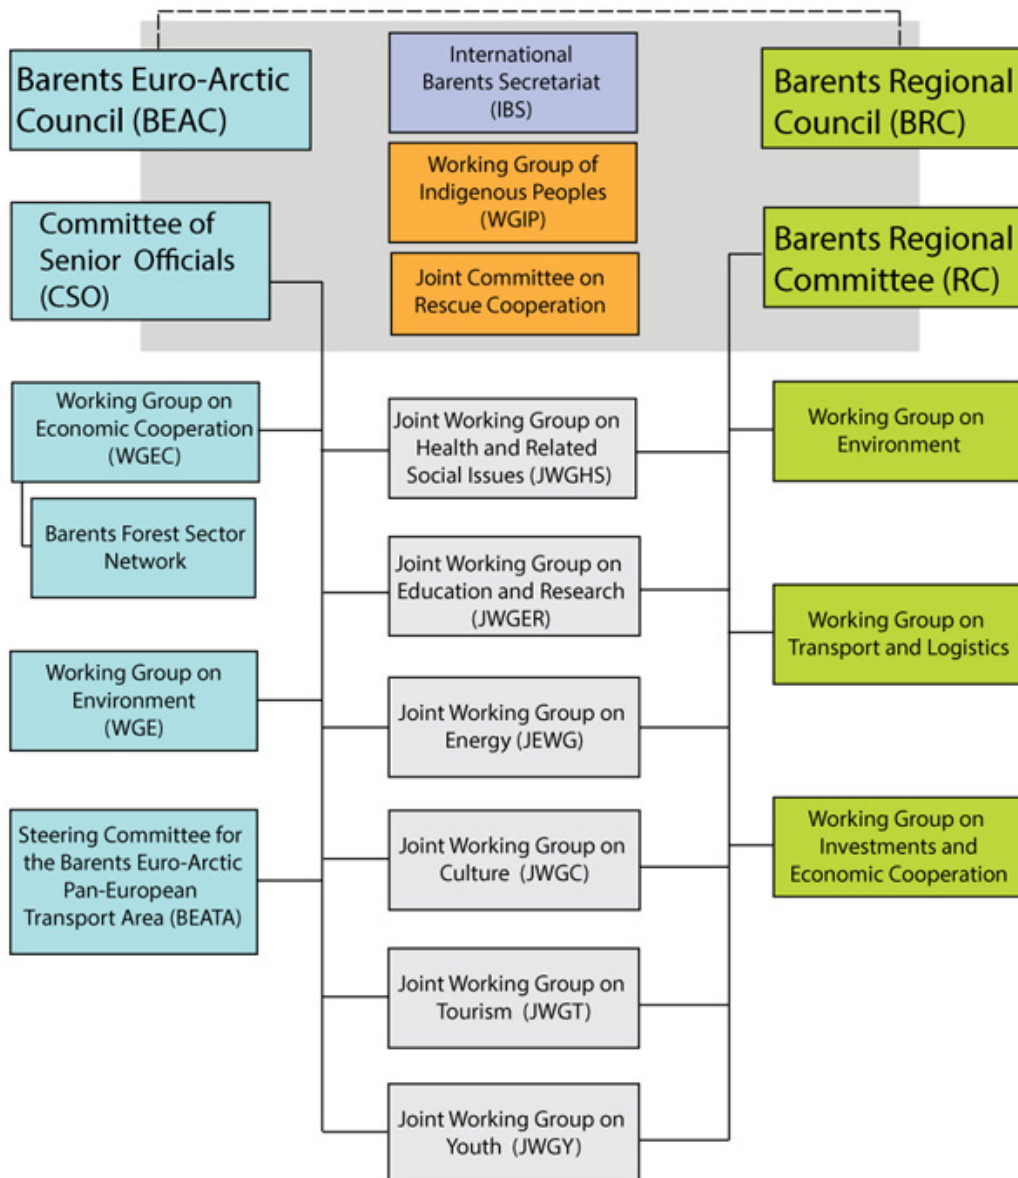 Barents Euro-Arctic
Council (BEAC)
International
Barents Secretariat
(IBS)
Barents Regional
Council (BRC)
Working Group of
Indigenous Peoples
(WGIP)
Committee of
Senior Officials
(CSO)
Joint Committee on
Rescue Cooperation
Barents Regional
Committee (RC)
Working Group on
Economic Cooperation
(WGEC)
Barents Forest Sector
Network
Working Group on
Environment
(WGE)
Steering Committee for
the Barents Euro-Arctic
Pan-European
Transport Area (BEATA)
Joint Working Group on
Health and Related
Social Issues (JWGHS)
Joint Working Group on
Education and Research
(JWGER)
Joint Working Group on
Energy (JEWG)
Joint Working Group on
Culture (JWGC)
Joint Working Group on
Tourism (JWGT)
Joint Working Group on
Youth (JWGY)
Working Group on
Environment
Working Group on
Transport and Logistics
Working Group on
Investments and
Economic Cooperation